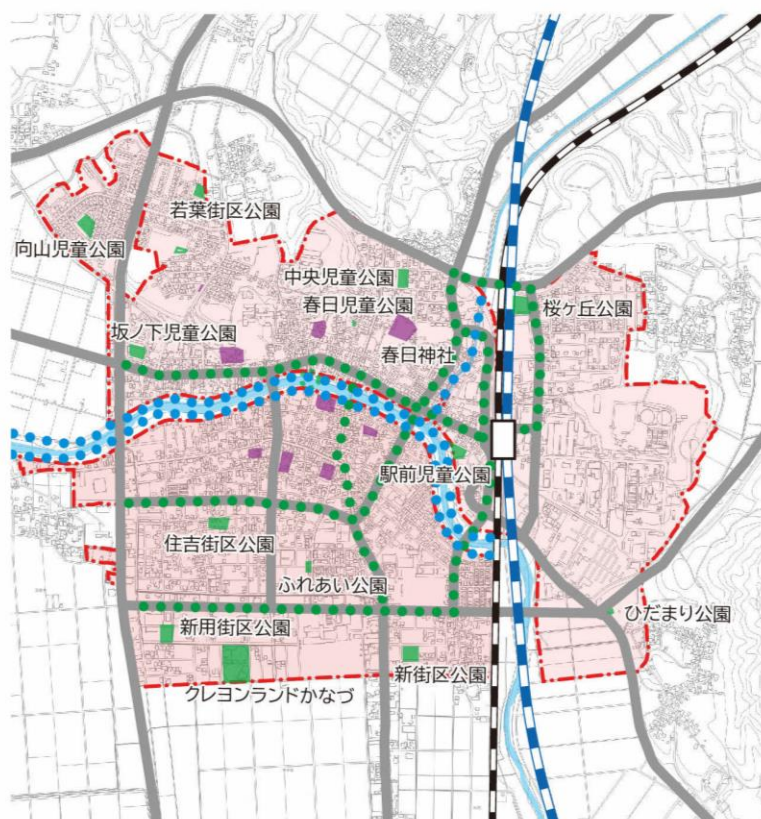 若葉街区公園
向山児童公園
中央児童公園
春日児童公園
桜ヶ丘公園
坂ノ下児童公園
春日神社
駅前児童公園
住吉街区公園
ふれあい公園
ひだまり公園
新用街区公園
新街区公園
クレヨンランドかなづ